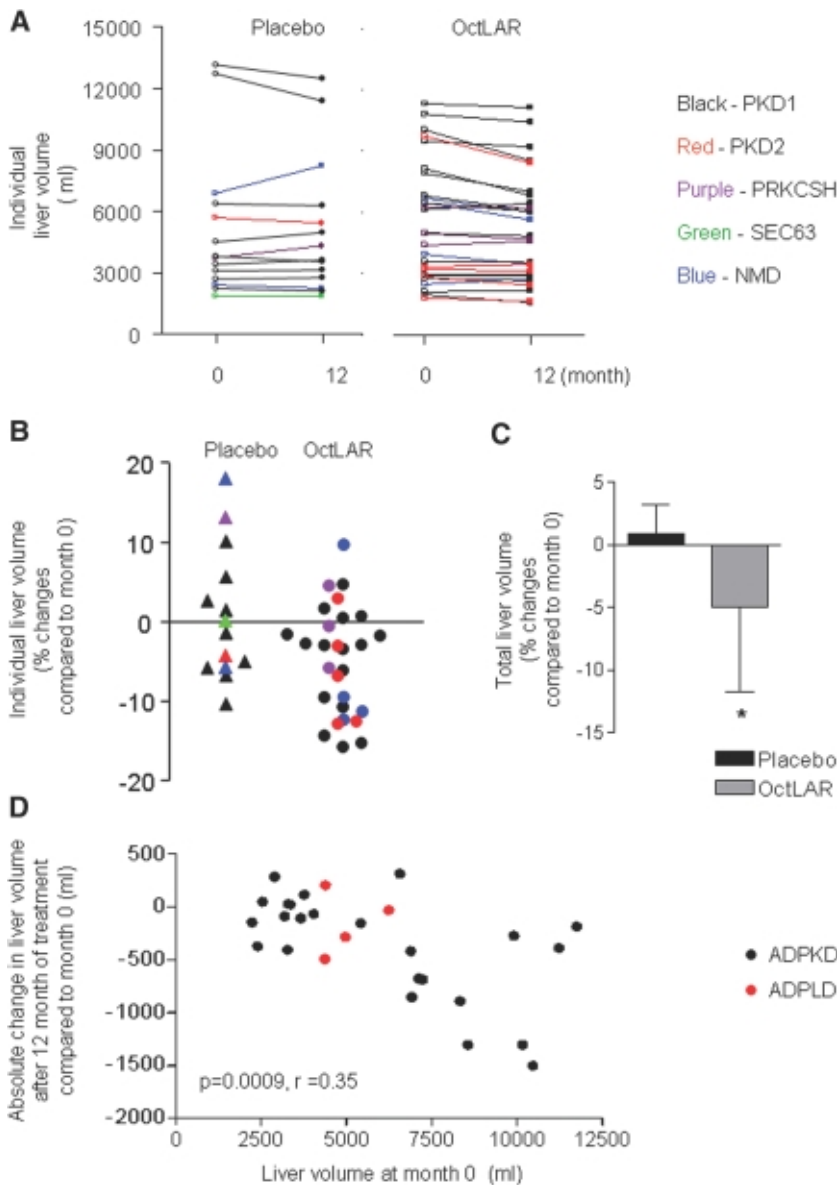 A
Placebo
OctLAR
15000
12000
9000
6000
3000
0
Individual
liver volume
( ml)
0
12
0
12 (month)
Black - PKD1
Red - PKD2
Purple - PRKCSH
Green - SEC63
Blue - NMD
B
Placebo
OctLAR
20
10
0
-10
-20
Individual liver volume
(% changes
compared to month 0)
C
5
0
-5
-10
-15
Total liver volume
(% changes
compared to month 0)
*
Placebo
OctLAR
D
500
0
-500
-1000
-1500
-2000
Absolute change in liver volume
after 12 month of treatment
compared to month 0 (ml)
p=0.0009, r =0.35
0
2500
5000
7500
10000
12500
Liver volume at month 0 (ml)
ADPKD
ADPLD